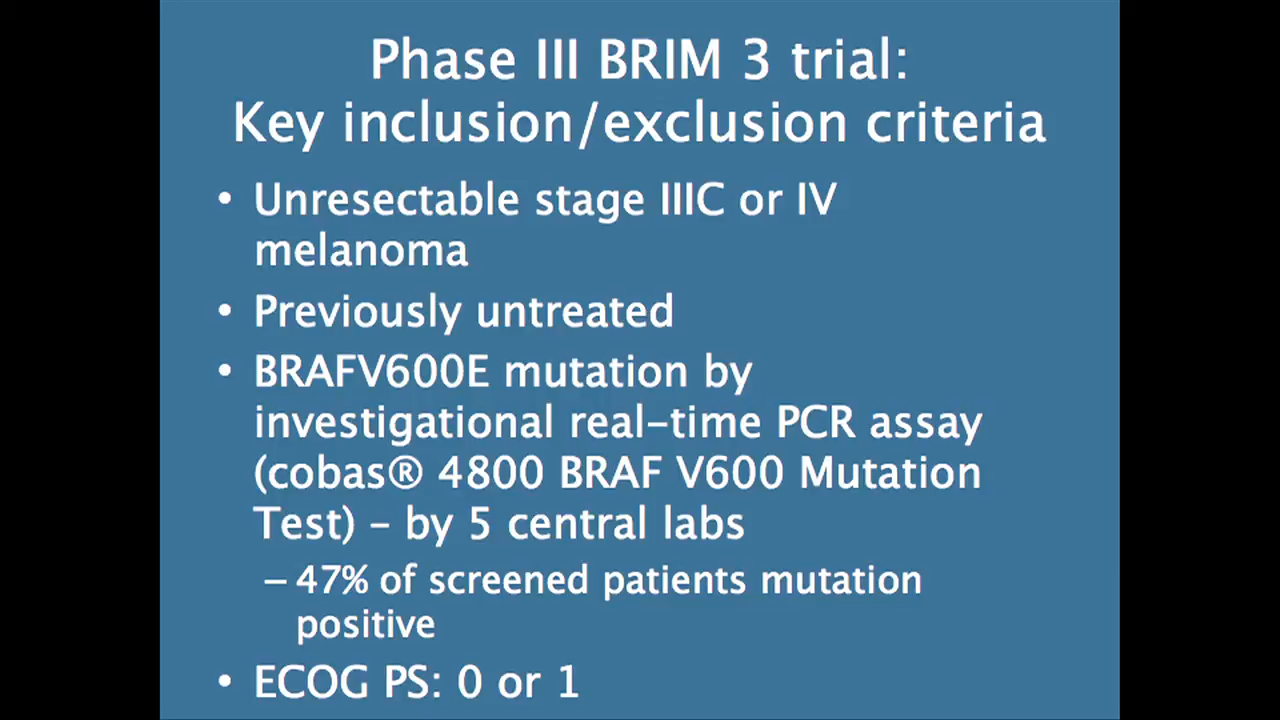 Phase III BRIM 3 trial:
Key inclusion/exclusion criteria
• Unresectable stage IIIC or IV
melanoma
• Previously untreated
• BRAFV600E mutation by
investigational real-time PCR assay
(cobas® 4800 BRAF V600 Mutation
Test) – by 5 central labs
– 47% of screened patients mutation
positive
• ECOG PS: 0 or 1